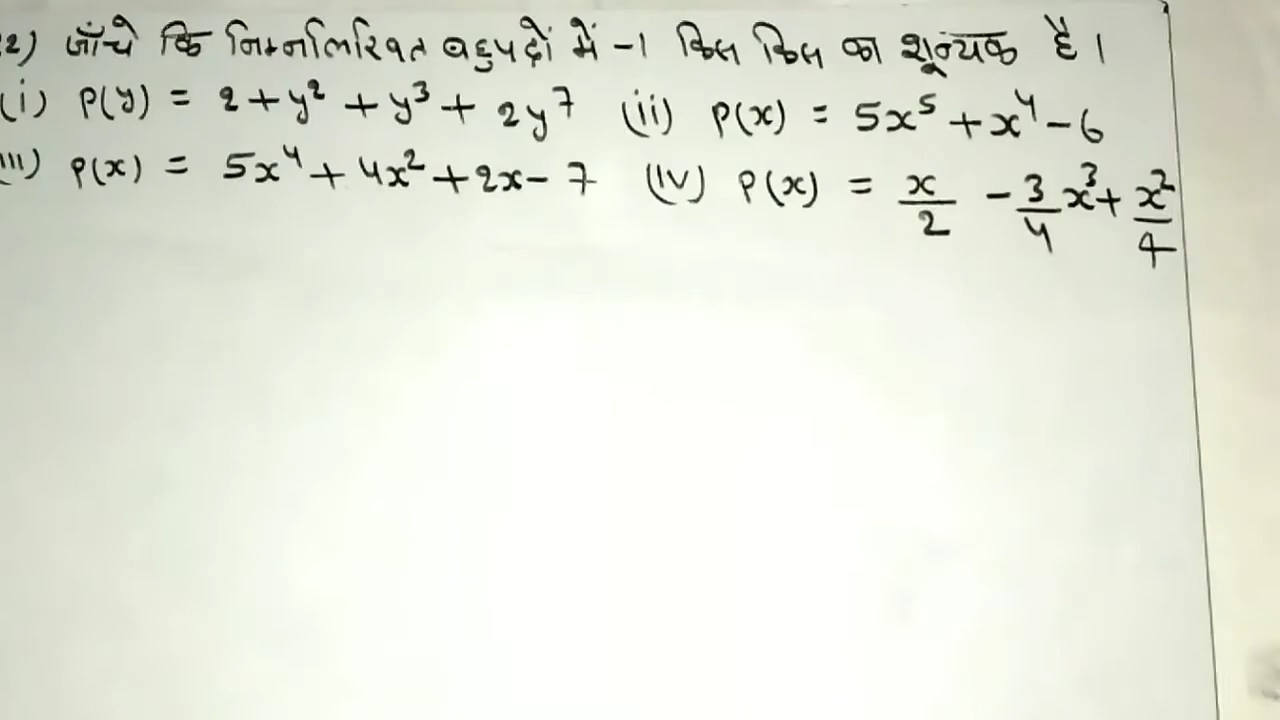 2) जाँचे कि निम्नलिखित बहुपदों में -1 किस किस का शून्यक है।
(i) P(y) = 2 + y² + y³ + 2y⁷ (ii) P(x) = 5x⁵ + x⁴ - 6
(iii) P(x) = 5x⁴ + 4x² + 2x - 7 (iv) P(x) = x/2 - 3/4 x³ + x²/4